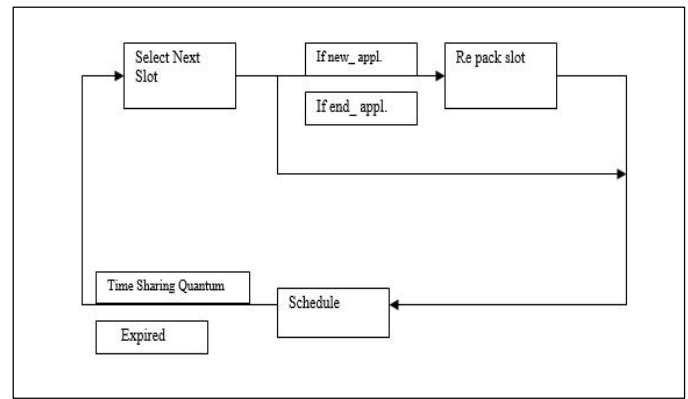 Select Next
Slot
If new_ appl.
If end_ appl.
Re pack slot
Time Sharing Quantum
Expired
Schedule